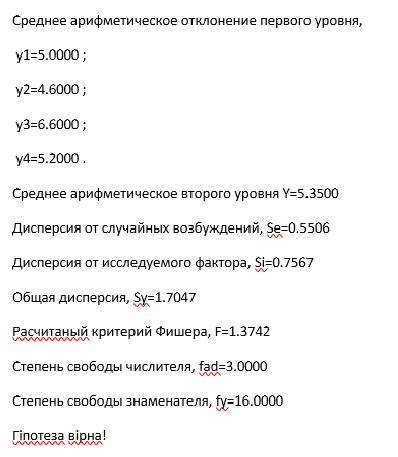 Среднее арифметическое отклонение первого уровня,
y1=5.0000 ;
y2=4.6000 ;
y3=6.6000 ;
y4=5.2000 .
Среднее арифметическое второго уровня Y=5.3500
Дисперсия от случайных возбуждений, Se=0.5506
Дисперсия от исследуемого фактора, Si=0.7567
Общая дисперсия, Sy=1.7047
Расчитаный критерий Фишера, F=1.3742
Степень свободы числителя, fad=3.0000
Степень свободы знаменателя, fy=16.0000
Гіпотеза вірна!